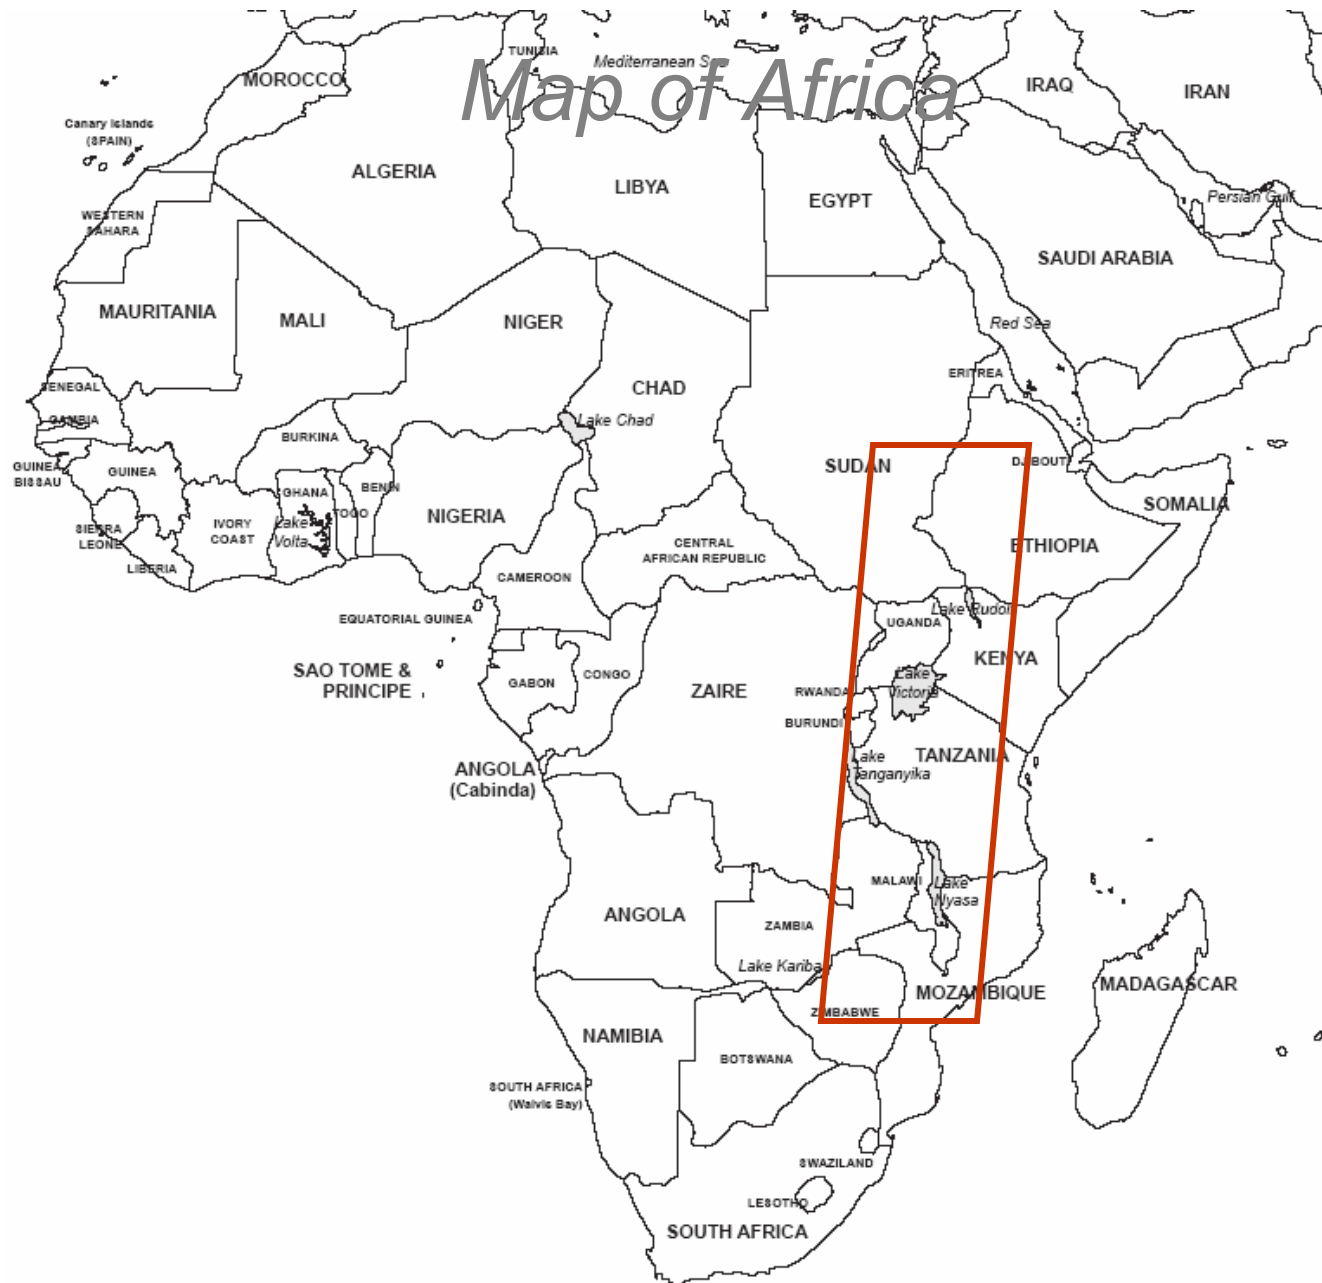 TUNISIA
Mediterranean Sea
Map of Africa
MOROCCO
IRAQ
IRAN
Canary Islands
(SPAIN)
ALGERIA
LIBYA
EGYPT
Persian Gulf
WESTERN
SAHARA
SAUDI ARABIA
MAURITANIA
MALI
NIGER
Red Sea
CHAD
ERITREA
SENEGAL
GAMBIA
Lake Chad
BURKINA
GUINEA
BISSAU
GUINEA
SUDAN
DJIBOUTI
BENIN
GHANA
TOGO
SOMALIA
NIGERIA
IVORY
COAST
Lake
Volta
SIERRA
LEONE
CENTRAL
AFRICAN REPUBLIC
ETHIOPIA
LIBERIA
CAMEROON
EQUATORIAL GUINEA
Lake Rudolf
UGANDA
KENYA
SAO TOME &
PRINCIPE
GABON
CONGO
ZAIRE
Lake
Victoria
RWANDA
BURUNDI
ANGOLA
(Cabinda)
Lake
Tanganyika
TANZANIA
MALAWI
Lake
Nyasa
ANGOLA
ZAMBIA
Lake Kariba
MOZAMBIQUE
MADAGASCAR
ZIMBABWE
NAMIBIA
BOTSWANA
SOUTH AFRICA
(Walvis Bay)
SWAZILAND
LESOTHO
SOUTH AFRICA